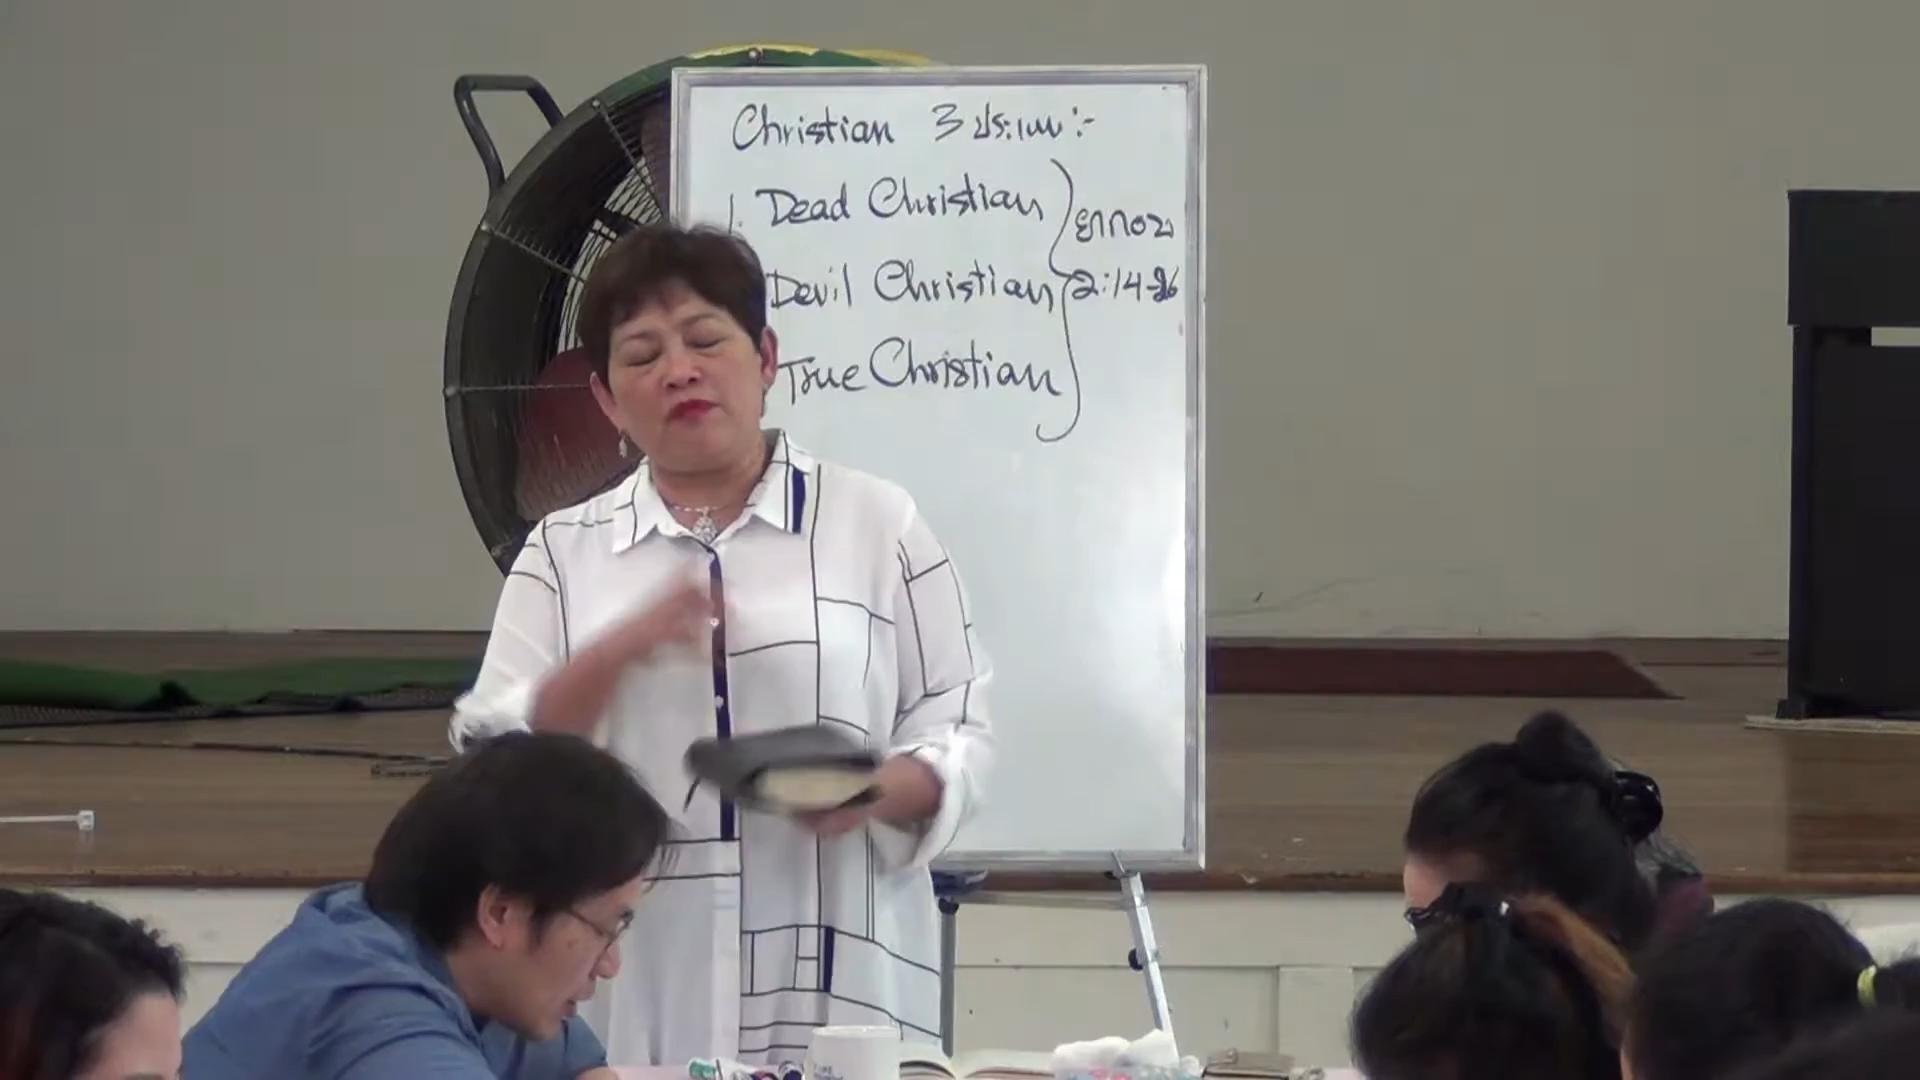 Christian 3 ประเภท :-
1. Dead Christian
ยากอบ
Devil Christian
2:14-26
True Christian